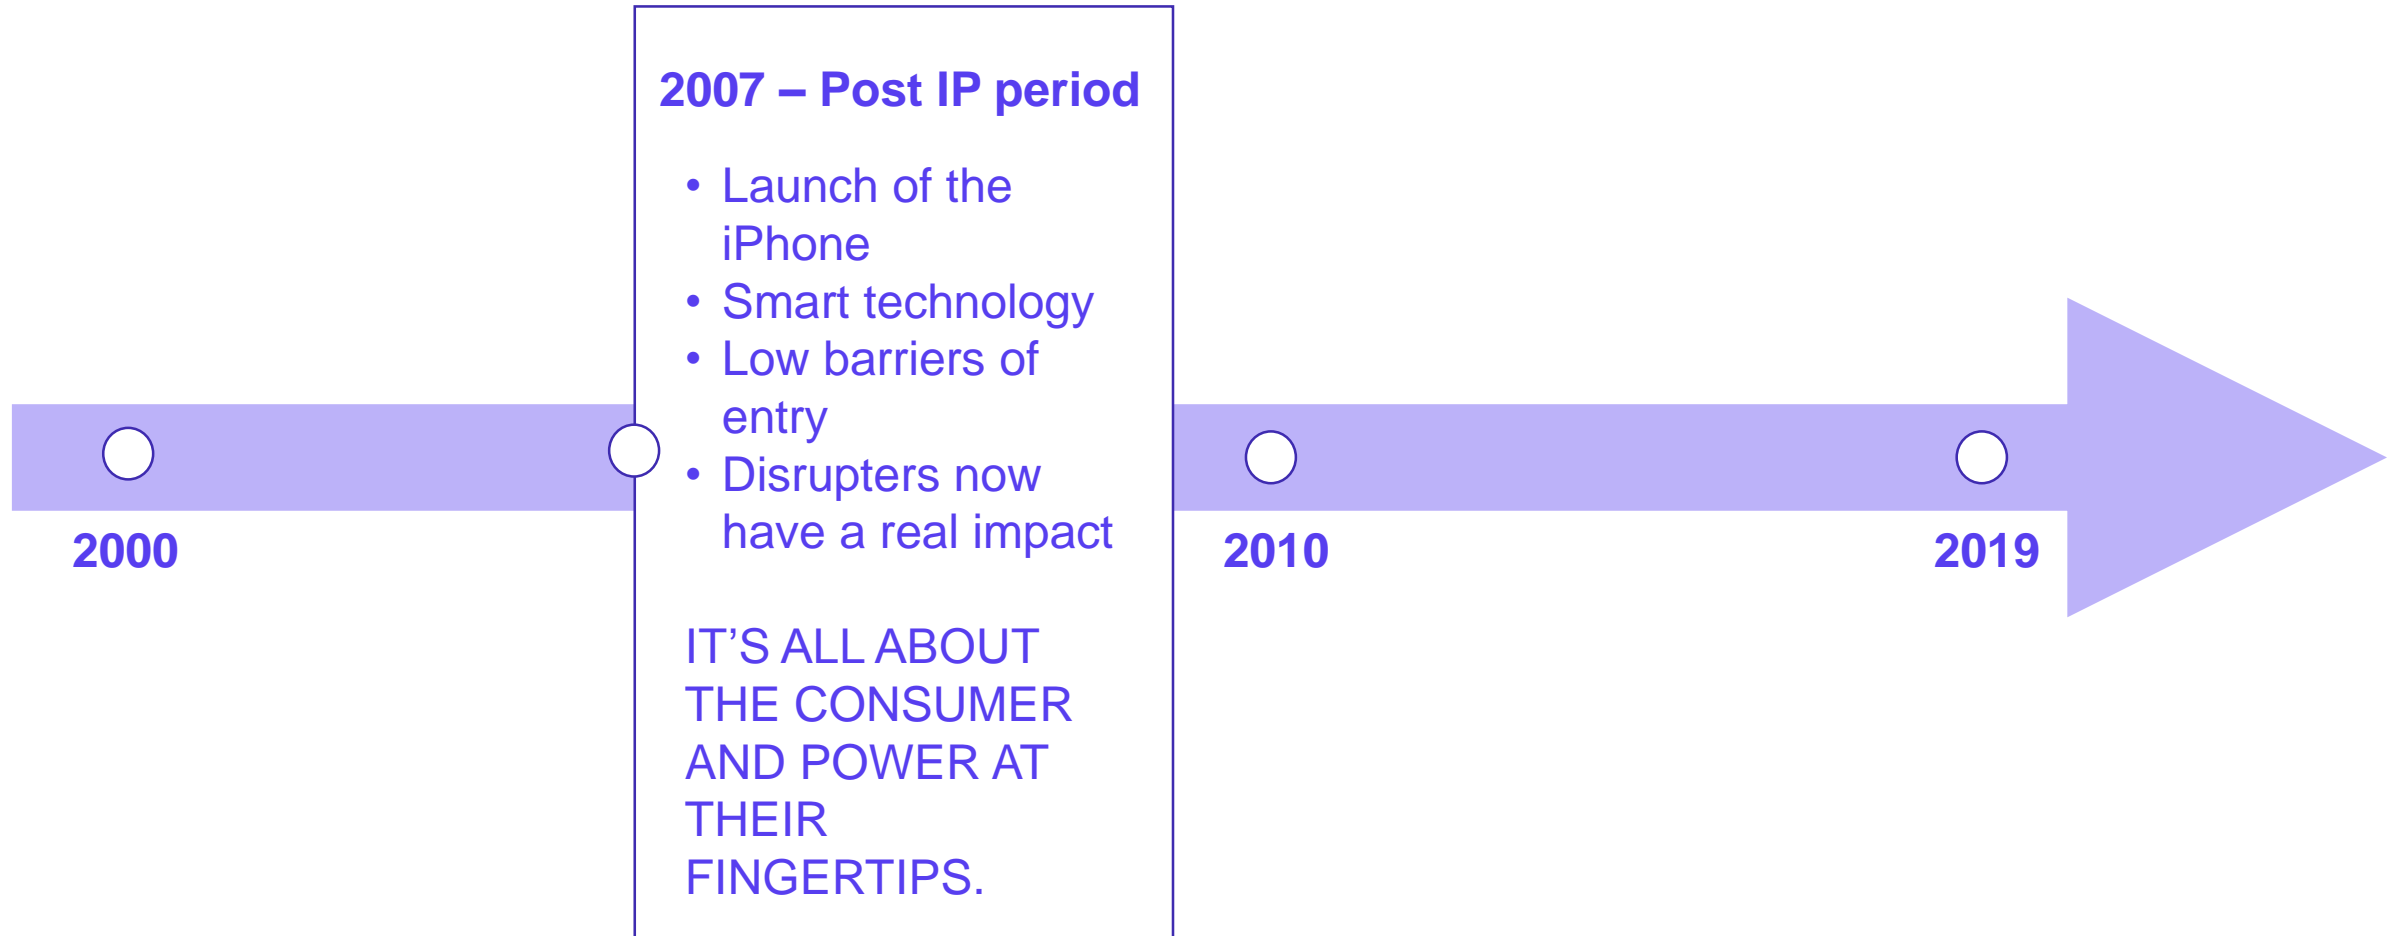 2007 – Post IP period
• Launch of the
iPhone
• Smart technology
• Low barriers of
entry
• Disrupters now
have a real impact
IT’S ALL ABOUT
THE CONSUMER
AND POWER AT
THEIR
FINGERTIPS.
2000
2010
2019